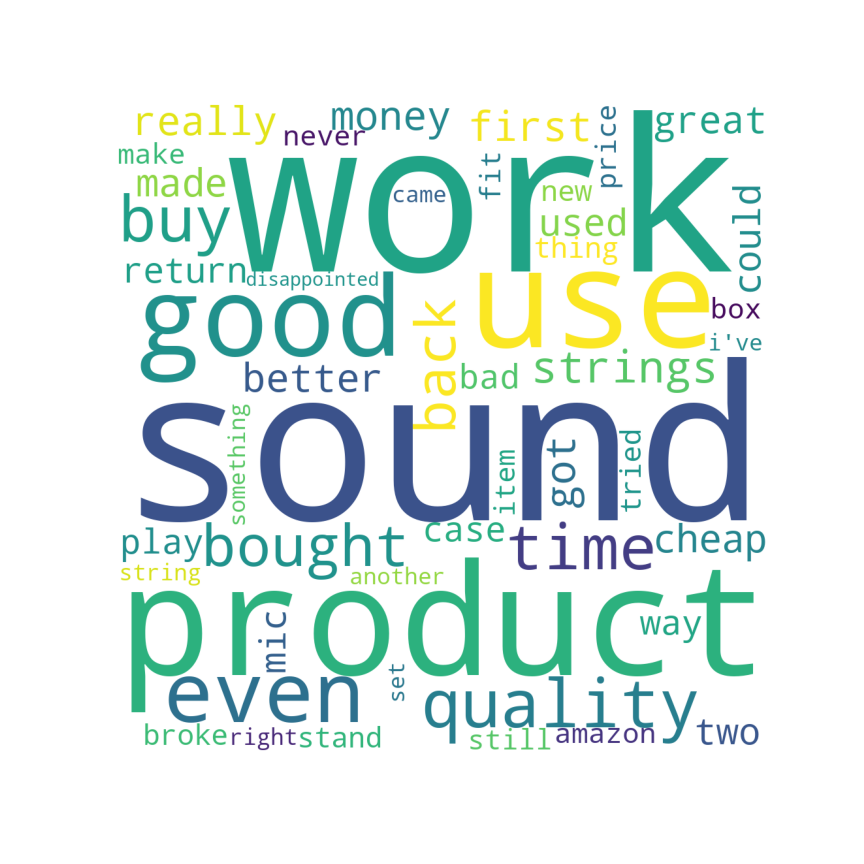 really
never
money
first
price
great
make
work
made
came
fit
new
used
thing
could
buy
return
disappointed
good
use
box
back
i've
better
bad
strings
sound
something
item
got
tried
play
bought
case
time
cheap
string
another
product
mic
way
even
set
quality
broke
right
stand
still
amazon
two